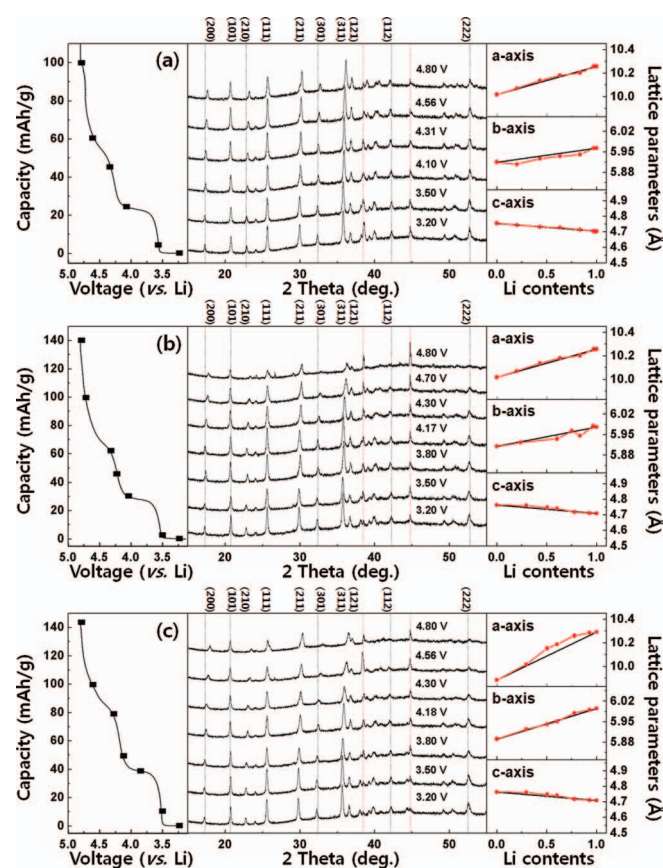 (200) (101) (210) (111) (211) (301) (311) (121) (112) (222)
(a)
Capacity (mAh/g)
100 80 60 40 20 0
5.0 4.5 4.0 3.5
Voltage (vs. Li)
4.80 V
4.56 V
4.31 V
4.10 V
3.50 V
3.20 V
20 30 40 50
2 Theta (deg.)
a-axis
b-axis
c-axis
10.4
10.2
10.0
6.02
5.95
5.88
4.9
4.8
4.7
4.6
4.5
Lattice parameters (Å)
0.0 0.5 1.0
Li contents
(200) (101) (210) (111) (211) (301) (311) (121) (112) (222)
(b)
Capacity (mAh/g)
140 120 100 80 60 40 20 0
5.0 4.5 4.0 3.5
Voltage (vs. Li)
4.80 V
4.70 V
4.30 V
4.17 V
3.80 V
3.50 V
3.20 V
20 30 40 50
2 Theta (deg.)
a-axis
b-axis
c-axis
10.4
10.2
10.0
6.02
5.95
5.88
4.9
4.8
4.7
4.6
4.5
Lattice parameters (Å)
0.0 0.5 1.0
Li contents
(200) (101) (210) (111) (211) (301) (311) (121) (112) (222)
(c)
Capacity (mAh/g)
140 120 100 80 60 40 20 0
5.0 4.5 4.0 3.5
Voltage (vs. Li)
4.80 V
4.56 V
4.30 V
4.18 V
3.80 V
3.50 V
3.20 V
20 30 40 50
2 Theta (deg.)
a-axis
b-axis
c-axis
10.4
10.2
10.0
6.02
5.95
5.88
4.9
4.8
4.7
4.6
4.5
Lattice parameters (Å)
0.0 0.5 1.0
Li contents